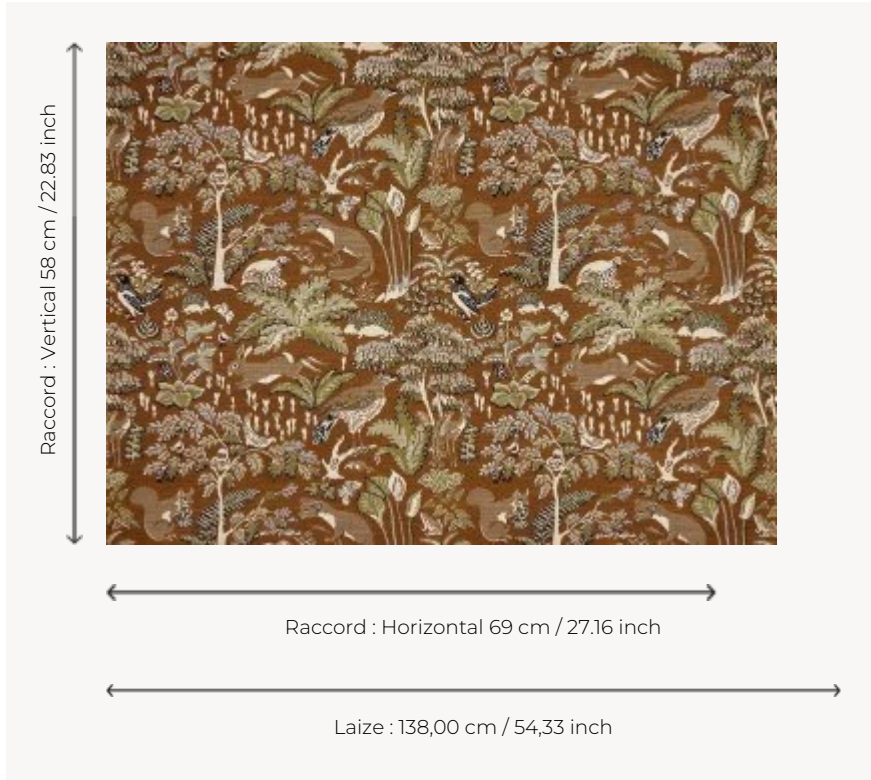 Raccord : Vertical 58 cm / 22.83 inch
Raccord : Horizontal 69 cm / 27.16 inch
Laize : 138,00 cm / 54,33 inch